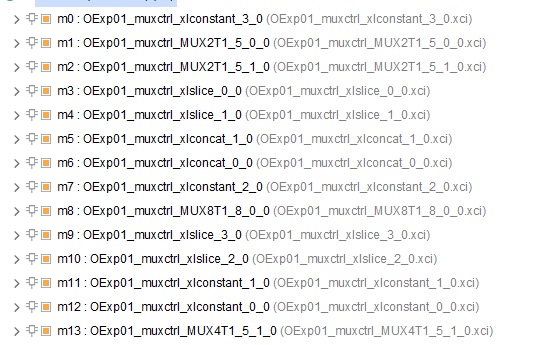 m0 : OExp01_muxctrl_xlconstant_3_0 (OExp01_muxctrl_xlconstant_3_0.xci)
m1 : OExp01_muxctrl_MUX2T1_5_0_0 (OExp01_muxctrl_MUX2T1_5_0_0.xci)
m2 : OExp01_muxctrl_MUX2T1_5_1_0 (OExp01_muxctrl_MUX2T1_5_1_0.xci)
m3 : OExp01_muxctrl_xlslice_0_0 (OExp01_muxctrl_xlslice_0_0.xci)
m4 : OExp01_muxctrl_xlslice_1_0 (OExp01_muxctrl_xlslice_1_0.xci)
m5 : OExp01_muxctrl_xlconcat_1_0 (OExp01_muxctrl_xlconcat_1_0.xci)
m6 : OExp01_muxctrl_xlconcat_0_0 (OExp01_muxctrl_xlconcat_0_0.xci)
m7 : OExp01_muxctrl_xlconstant_2_0 (OExp01_muxctrl_xlconstant_2_0.xci)
m8 : OExp01_muxctrl_MUX8T1_8_0_0 (OExp01_muxctrl_MUX8T1_8_0_0.xci)
m9 : OExp01_muxctrl_xlslice_3_0 (OExp01_muxctrl_xlslice_3_0.xci)
m10 : OExp01_muxctrl_xlslice_2_0 (OExp01_muxctrl_xlslice_2_0.xci)
m11 : OExp01_muxctrl_xlconstant_1_0 (OExp01_muxctrl_xlconstant_1_0.xci)
m12 : OExp01_muxctrl_xlconstant_0_0 (OExp01_muxctrl_xlconstant_0_0.xci)
m13 : OExp01_muxctrl_MUX4T1_5_1_0 (OExp01_muxctrl_MUX4T1_5_1_0.xci)